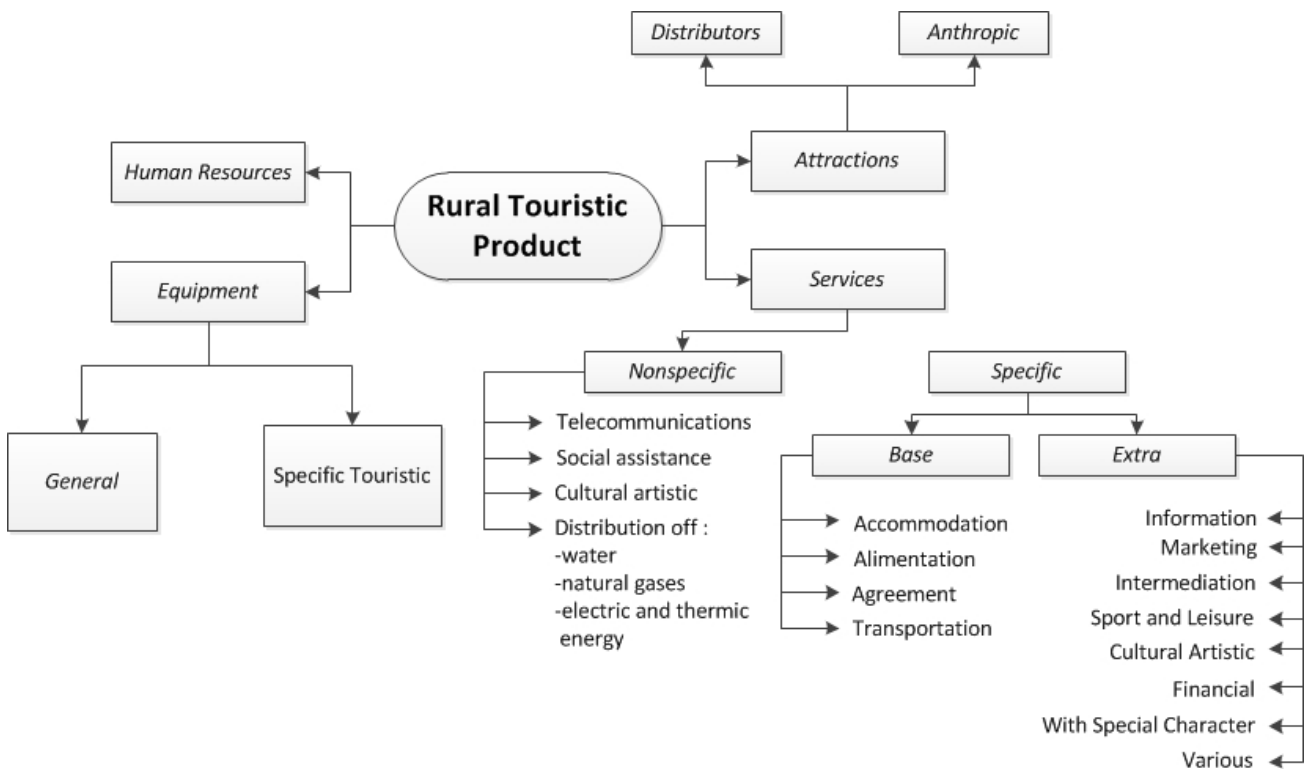 Distributors
Anthropic
Human Resources
Attractions
Rural Touristic
Product
Equipment
Services
Nonspecific
Specific
General
Specific Touristic
Telecommunications
Social assistance
Cultural artistic
Distribution off :
-water
-natural gases
-electric and thermic
energy
Base
Extra
Accommodation
Alimentation
Agreement
Transportation
Information
Marketing
Intermediation
Sport and Leisure
Cultural Artistic
Financial
With Special Character
Various